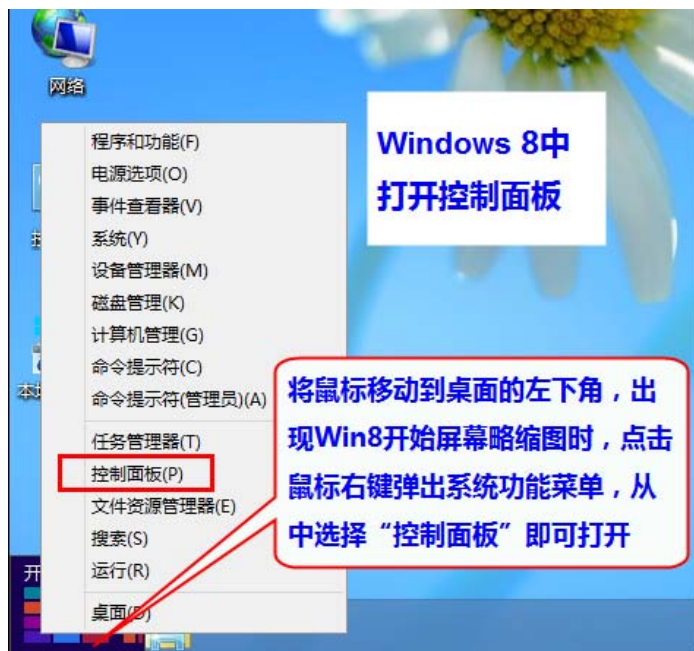 网络
Windows 8中
打开控制面板
程序和功能(F)
电源选项(O)
事件查看器(V)
系统(Y)
设备管理器(M)
磁盘管理(K)
计算机管理(G)
命令提示符(C)
命令提示符(管理员)(A)
任务管理器(T)
控制面板(P)
文件资源管理器(E)
搜索(S)
运行(R)
桌面(D)
将鼠标移动到桌面的左下角，出
现Win8开始屏幕略缩图时，点击
鼠标右键弹出系统功能菜单，从
中选择“控制面板”即可打开
开